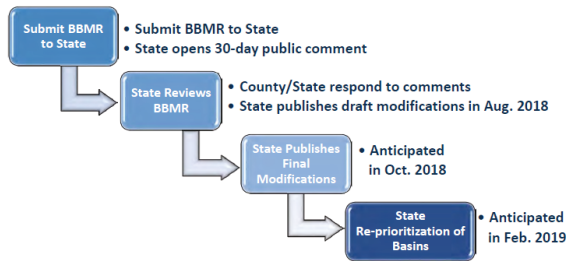 Submit BBMR
to State
• Submit BBMR to State
• State opens 30-day public comment
State Reviews
BBMR
• County/State respond to comments
• State publishes draft modifications in Aug. 2018
State Publishes
Final
Modifications
• Anticipated
in Oct. 2018
State
Re-prioritization of
Basins
• Anticipated
in Feb. 2019